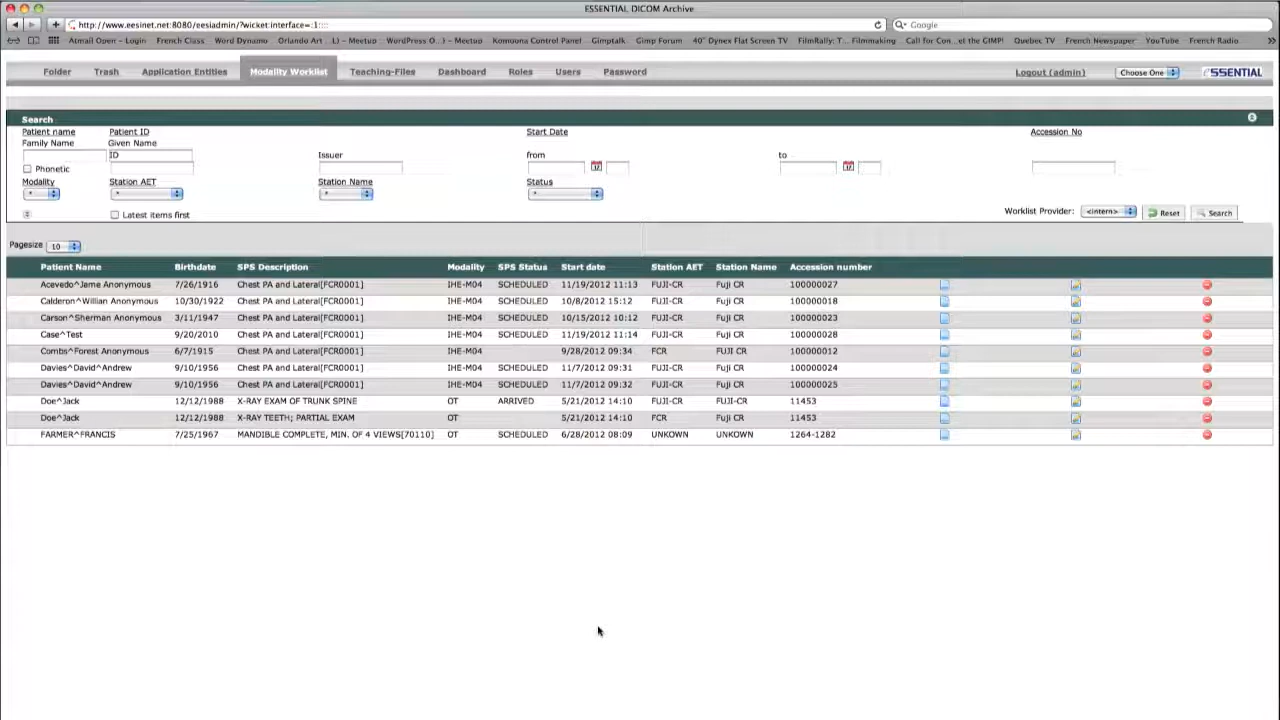 ESSENTIAL DICOM Archive
http://www.eesinet.net:8080/eesiadmin/?wicket:interface=:1::::
Google
Atmail Open – Login French Class Word Dynamo Orlando Art ...L) – Meetup WordPress O...) – Meetup Komoona Control Panel Gimptalk Gimp Forum 40" Dynex Flat Screen TV FilmRally: T... Filmmaking Call for Con...et the GIMP! Quebec TV French Newspaper YouTube French Radio
Folder Trash Application Entities Modality Worklist Teaching-Files Dashboard Roles Users Password Logout (admin) Choose One ESSENTIAL
Search
Patient name Patient ID Start Date Accession No
Family Name Given Name
ID Issuer from to
Phonetic
Modality Station AET Station Name Status
* * * *
Latest items first Worklist Provider: <intern> Reset Search
Pagesize 10
Patient Name Birthdate SPS Description Modality SPS Status Start date Station AET Station Name Accession number
Acevedo^Jame Anonymous 7/26/1916 Chest PA and Lateral[FCR0001] IHE-M04 SCHEDULED 11/19/2012 11:13 FUJI-CR Fuji CR 100000027
Calderon^Willian Anonymous 10/30/1922 Chest PA and Lateral[FCR0001] IHE-M04 SCHEDULED 10/8/2012 15:12 FUJI-CR Fuji CR 100000018
Carson^Sherman Anonymous 3/11/1947 Chest PA and Lateral[FCR0001] IHE-M04 SCHEDULED 10/15/2012 10:12 FUJI-CR Fuji CR 100000023
Case^Test 9/20/2010 Chest PA and Lateral[FCR0001] IHE-M04 SCHEDULED 11/19/2012 11:14 FUJI-CR Fuji CR 100000028
Combs^Forest Anonymous 6/7/1915 Chest PA and Lateral[FCR0001] IHE-M04 9/28/2012 09:34 FCR FUJI CR 100000012
Davies^David^Andrew 9/10/1956 Chest PA and Lateral[FCR0001] IHE-M04 SCHEDULED 11/7/2012 09:31 FUJI-CR Fuji CR 100000024
Davies^David^Andrew 9/10/1956 Chest PA and Lateral[FCR0001] IHE-M04 SCHEDULED 11/7/2012 09:32 FUJI-CR Fuji CR 100000025
Doe^Jack 12/12/1988 X-RAY EXAM OF TRUNK SPINE OT ARRIVED 5/21/2012 14:10 FUJI-CR FUJI-CR 11453
Doe^Jack 12/12/1988 X-RAY TEETH; PARTIAL EXAM OT 5/21/2012 14:10 FCR Fuji CR 11453
FARMER^FRANCIS 7/25/1967 MANDIBLE COMPLETE, MIN. OF 4 VIEWS[70110] OT SCHEDULED 6/28/2012 08:09 UNKOWN UNKOWN 1264-1282